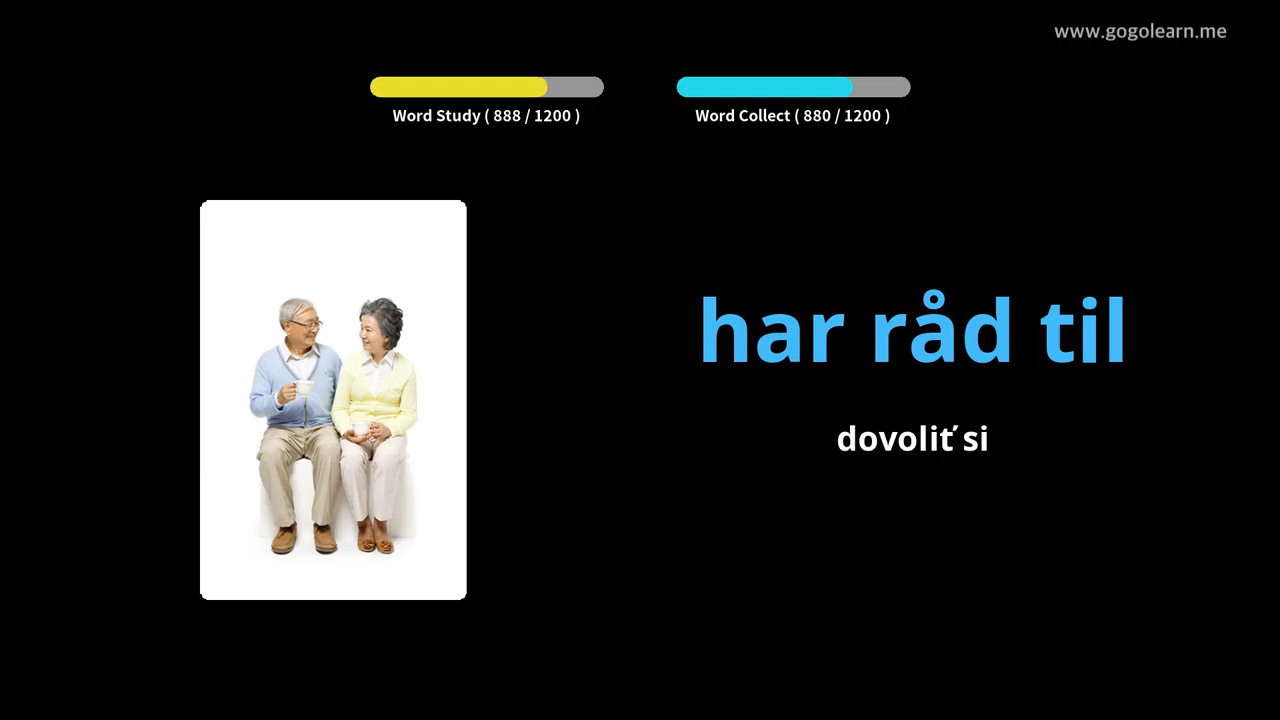 www.gogolearn.me
Word Study ( 888 / 1200 )
Word Collect ( 880 / 1200 )
har råd til
dovoliť si